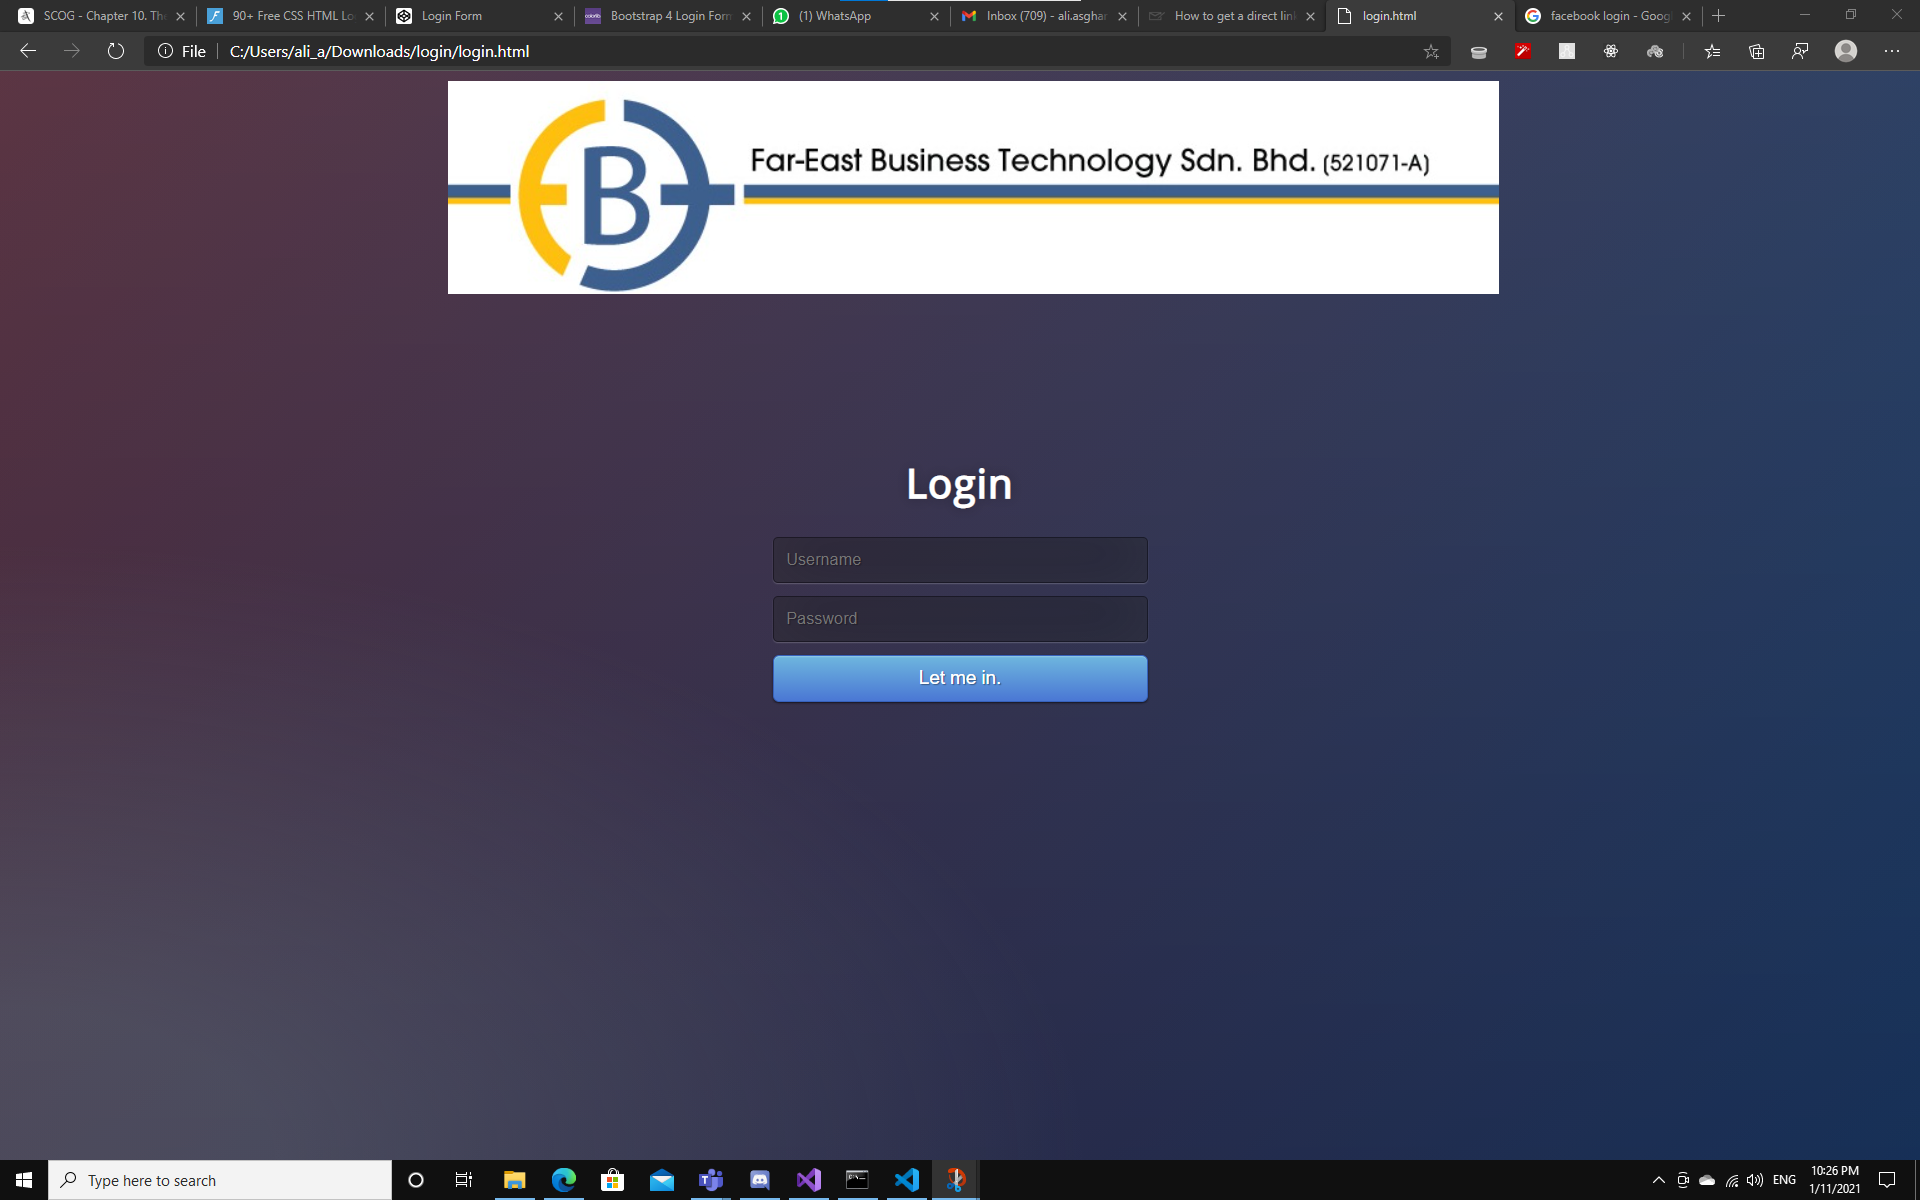 SCOG - Chapter 10. Th
90+ Free CSS HTML Lo
Login Form
Bootstrap 4 Login Form
(1) WhatsApp
Inbox (709) - ali.asghar
How to get a direct link
login.html
facebook login - Goog
File
C:/Users/ali_a/Downloads/login/login.html
B
Far-East Business Technology Sdn. Bhd. (521071-A)
Login
Username
Password
Let me in.
Type here to search
ENG
10:26 PM
1/11/2021